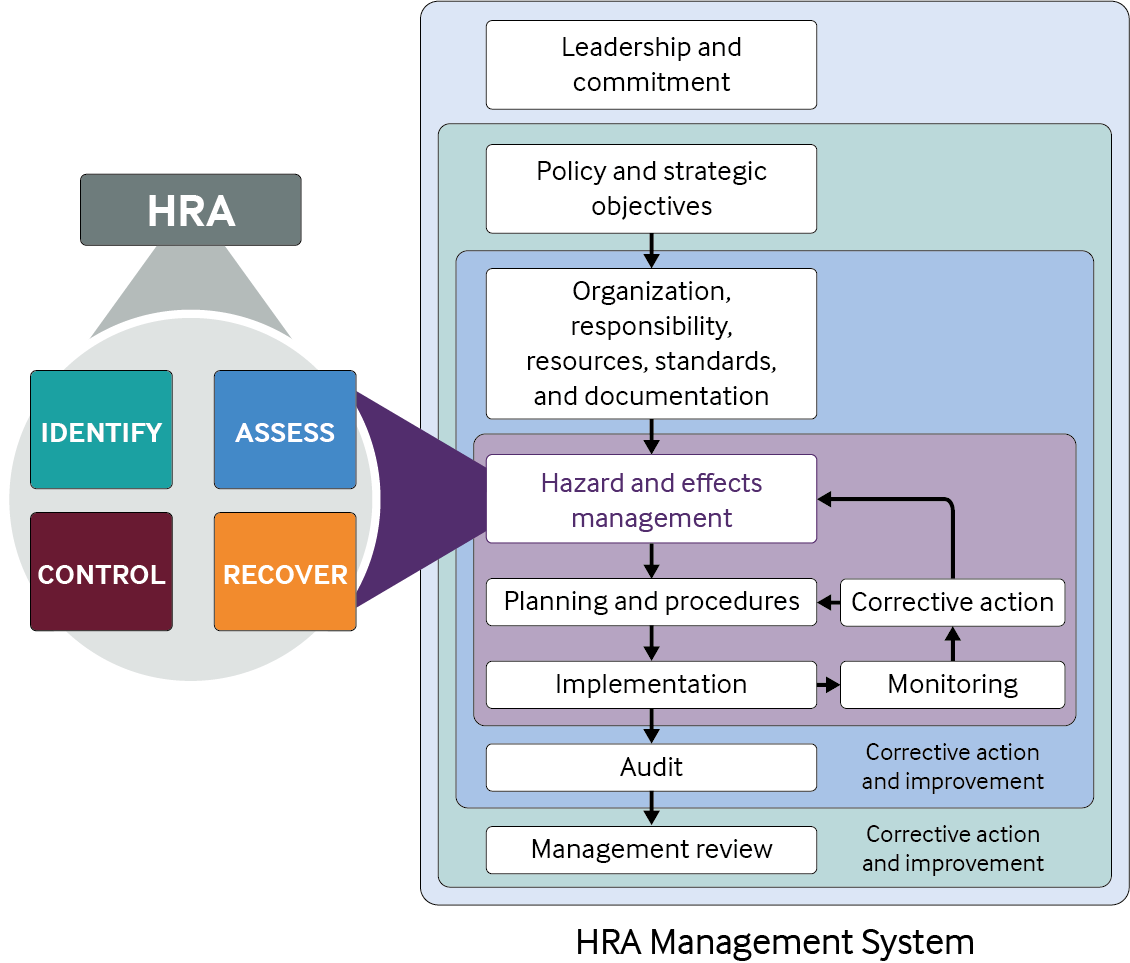 HRA
IDENTIFY
ASSESS
CONTROL
RECOVER
Leadership and
commitment
Policy and strategic
objectives
Organization,
responsibility,
resources, standards,
and documentation
Hazard and effects
management
Planning and procedures
Corrective action
Implementation
Monitoring
Audit
Corrective action
and improvement
Management review
Corrective action
and improvement
HRA Management System